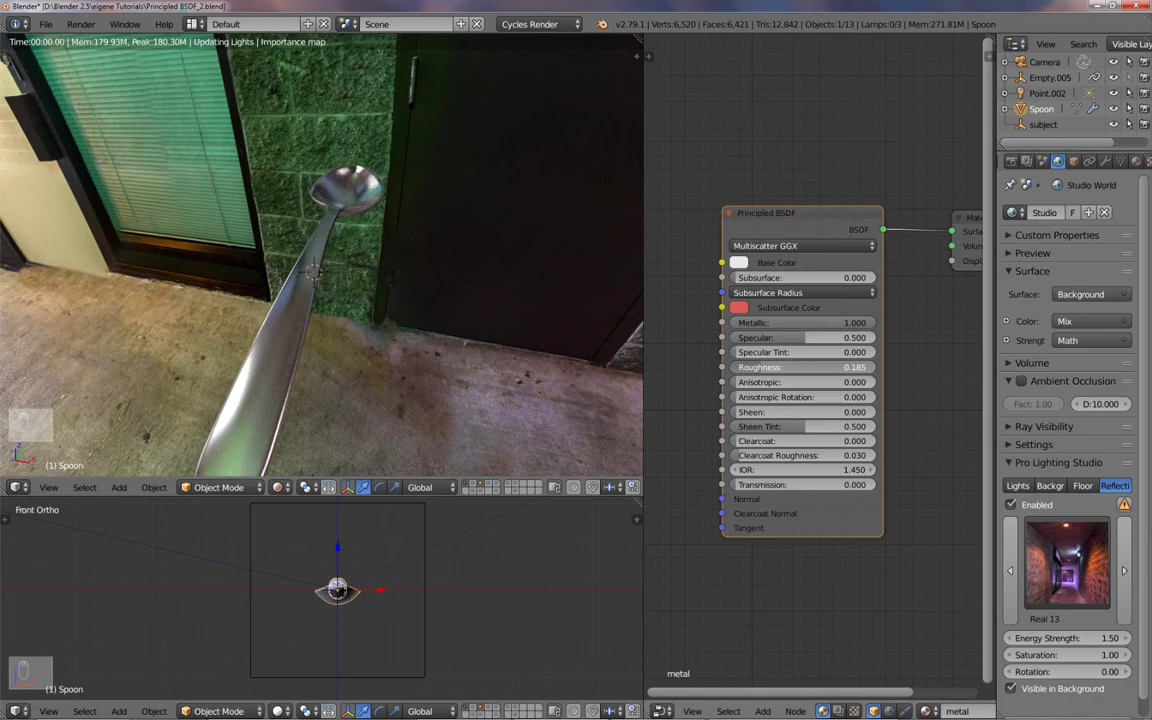 Blender* [D:\Blender 2.5\eigene Tutorials\Principled BSDF_2.blend]
File Render Window Help Default Scene Cycles Render v2.79.1 | Verts:6,520 | Faces:6,421 | Tris:12,842 | Objects:1/13 | Lamps:0/3 | Mem:271.81M | Spoon
Time:00:00.00 | Mem:179.93M, Peak:180.30M | Updating Lights | Importance map
(1) Spoon
View Select Add Object Object Mode Global
Front Ortho
(1) Spoon
View Select Add Object Object Mode Global
Principled BSDF
BSDF
Multiscatter GGX
Base Color
Subsurface: 0.000
Subsurface Radius
Subsurface Color
Metallic: 1.000
Specular: 0.500
Specular Tint: 0.000
Roughness: 0.185
Anisotropic: 0.000
Anisotropic Rotation: 0.000
Sheen: 0.000
Sheen Tint: 0.500
Clearcoat: 0.000
Clearcoat Roughness: 0.030
IOR: 1.450
Transmission: 0.000
Normal
Clearcoat Normal
Tangent
Mate
Surfa
Volun
Displ
metal
View Select Add Node metal
View Search Visible Lay
Camera
Empty.005
Point.002
Spoon
subject
Studio World
Studio F
Custom Properties
Preview
Surface
Surface: Background
Color: Mix
Strengt Math
Volume
Ambient Occlusion
Fact: 1.00 D:10.000
Ray Visibility
Settings
Pro Lighting Studio
Lights Backgr Floor Reflecti
Enabled
Real 13
Energy Strength: 1.50
Saturation: 1.00
Rotation: 0.00
Visible in Background